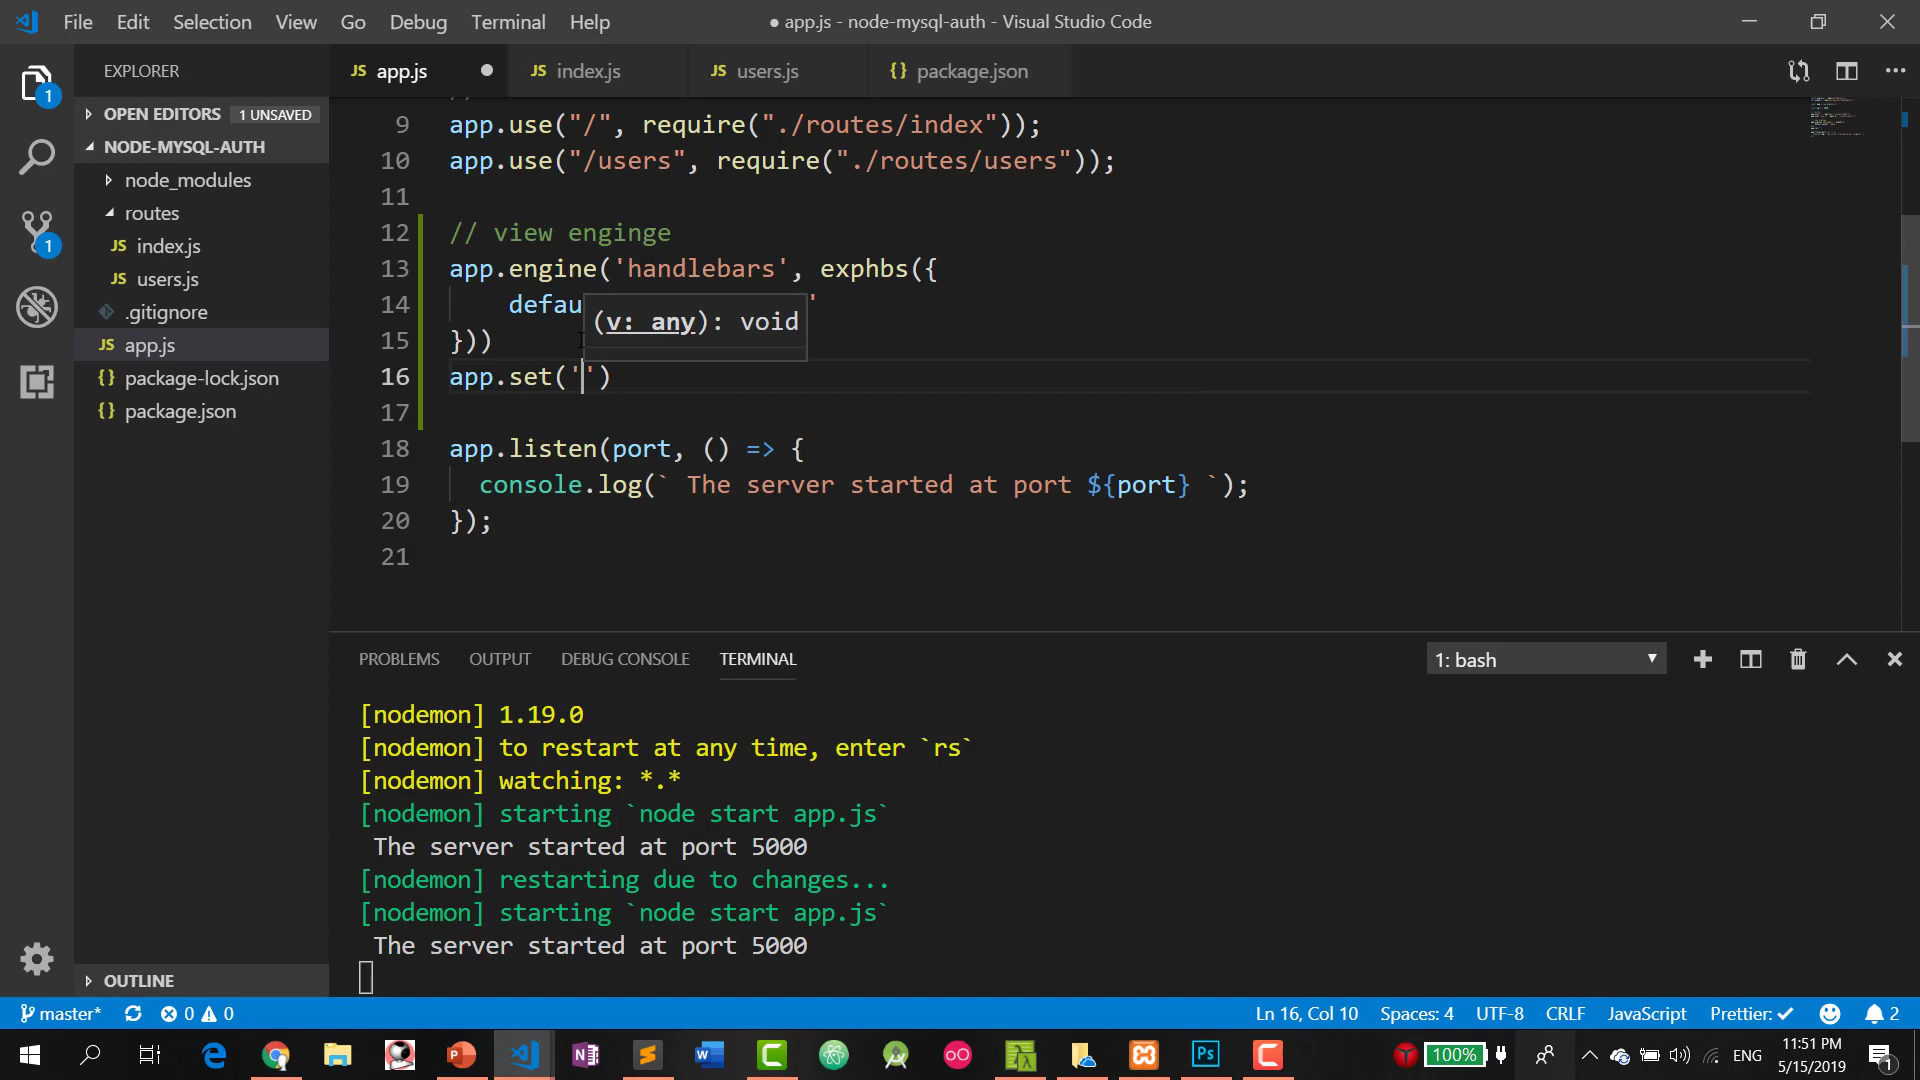 File Edit Selection View Go Debug Terminal Help
● app.js - node-mysql-auth - Visual Studio Code
EXPLORER
JS app.js
JS index.js
JS users.js
{} package.json
1
OPEN EDITORS 1 UNSAVED
NODE-MYSQL-AUTH
node_modules
routes
JS index.js
JS users.js
.gitignore
JS app.js
{} package-lock.json
{} package.json
1
OUTLINE
9 app.use("/", require("./routes/index"));
10 app.use("/users", require("./routes/users"));
11
12 // view enginge
13 app.engine('handlebars', exphbs({
14 defau '
(v: any): void
15 }))
16 app.set('')
17
18 app.listen(port, () => {
19 console.log(` The server started at port ${port} `);
20 });
21
PROBLEMS OUTPUT DEBUG CONSOLE TERMINAL
1: bash
[nodemon] 1.19.0
[nodemon] to restart at any time, enter `rs`
[nodemon] watching: *.*
[nodemon] starting `node start app.js`
The server started at port 5000
[nodemon] restarting due to changes...
[nodemon] starting `node start app.js`
The server started at port 5000
master* 0 0
Ln 16, Col 10 Spaces: 4 UTF-8 CRLF JavaScript Prettier: ✓ 2
100% ENG
11:51 PM
5/15/2019
1